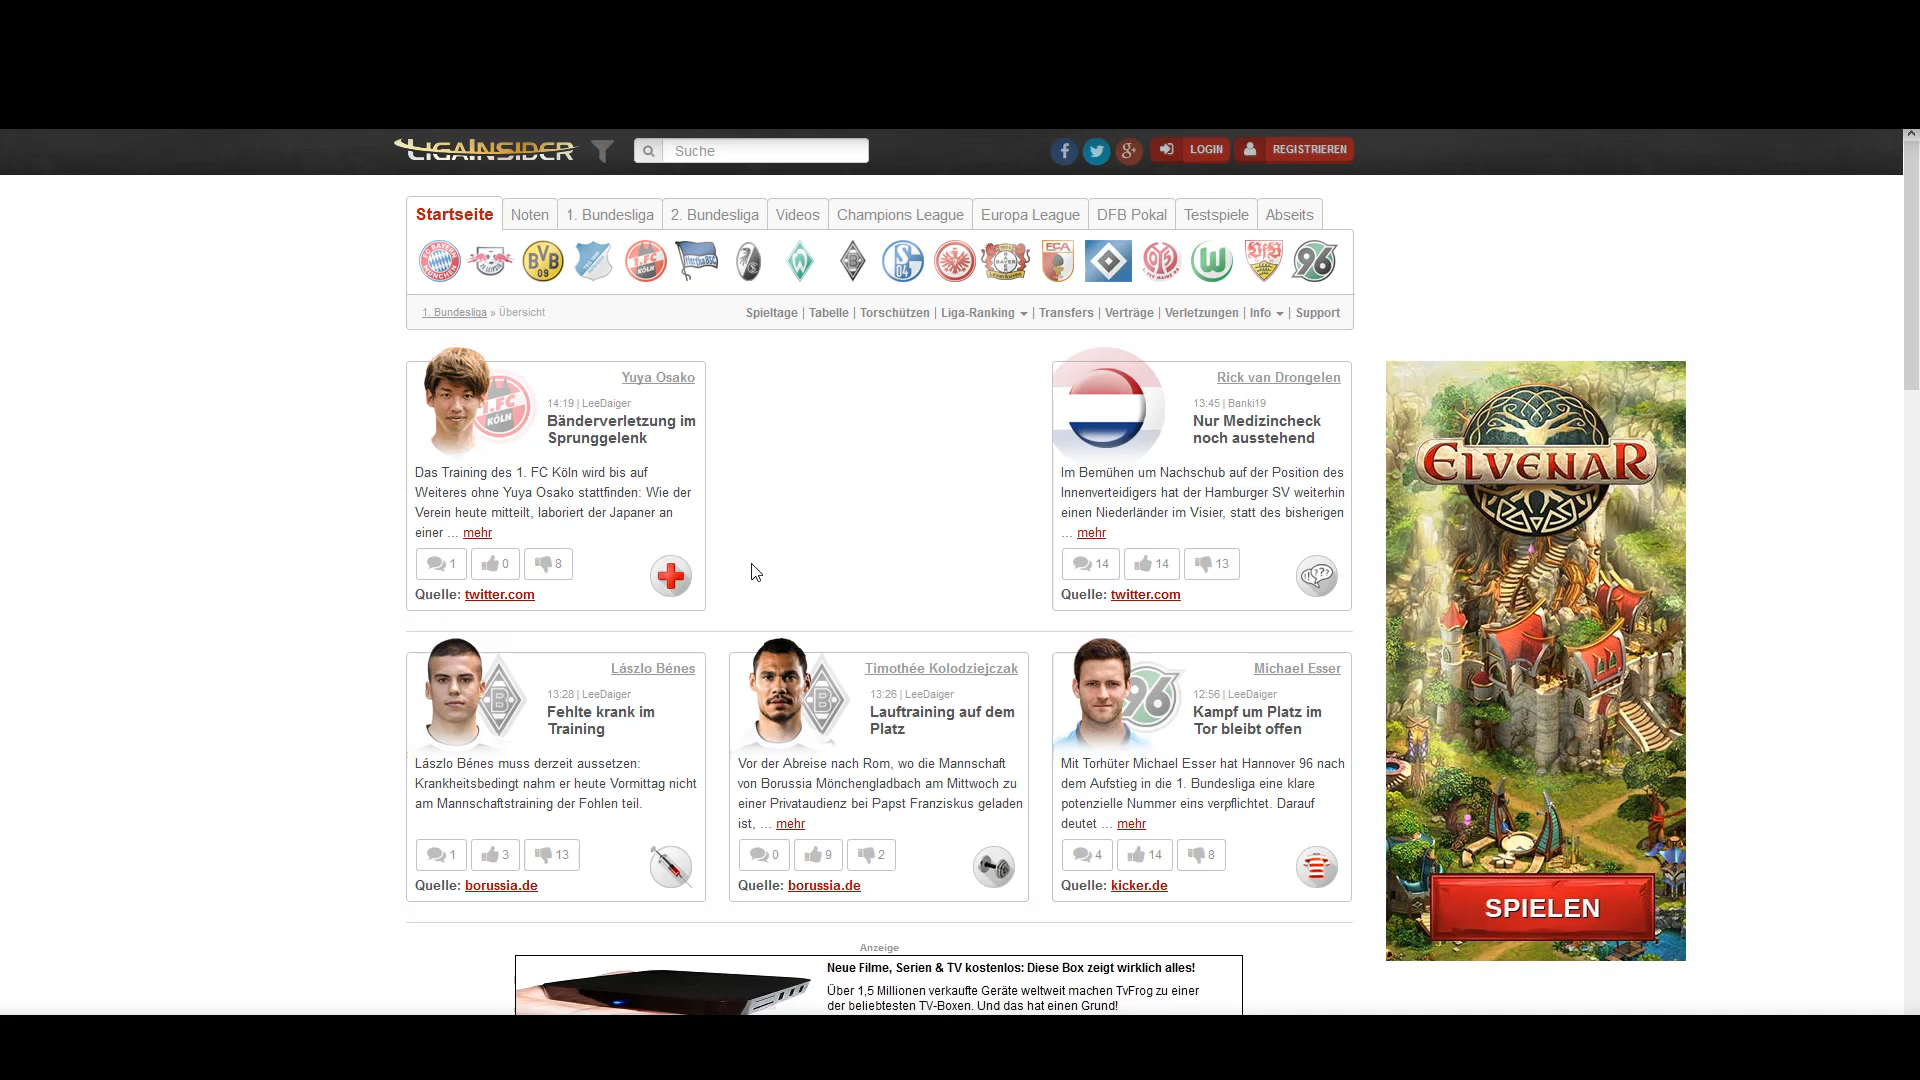 LIGAINSIDER
Suche
LOGIN
REGISTRIEREN
Startseite
Noten
1. Bundesliga
2. Bundesliga
Videos
Champions League
Europa League
DFB Pokal
Testspiele
Abseits
1. Bundesliga » Übersicht
Spieltage | Tabelle | Torschützen | Liga-Ranking | Transfers | Verträge | Verletzungen | Info | Support
Yuya Osako
14:19 | LeeDaiger
Bänderverletzung im
Sprunggelenk
Das Training des 1. FC Köln wird bis auf
Weiteres ohne Yuya Osako stattfinden: Wie der
Verein heute mitteilt, laboriert der Japaner an
einer ... mehr
1 0 8
Quelle: twitter.com
Rick van Drongelen
13:45 | Banki19
Nur Medizincheck
noch ausstehend
Im Bemühen um Nachschub auf der Position des
Innenverteidigers hat der Hamburger SV weiterhin
einen Niederländer im Visier, statt des bisherigen
... mehr
14 14 13
Quelle: twitter.com
László Bénes
13:28 | LeeDaiger
Fehlte krank im
Training
László Bénes muss derzeit aussetzen:
Krankheitsbedingt nahm er heute Vormittag nicht
am Mannschaftstraining der Fohlen teil.
1 3 13
Quelle: borussia.de
Timothée Kolodziejczak
13:26 | LeeDaiger
Lauftraining auf dem
Platz
Vor der Abreise nach Rom, wo die Mannschaft
von Borussia Mönchengladbach am Mittwoch zu
einer Privataudienz bei Papst Franziskus geladen
ist, ... mehr
0 9 2
Quelle: borussia.de
Michael Esser
12:56 | LeeDaiger
Kampf um Platz im
Tor bleibt offen
Mit Torhüter Michael Esser hat Hannover 96 nach
dem Aufstieg in die 1. Bundesliga eine klare
potenzielle Nummer eins verpflichtet. Darauf
deutet ... mehr
4 14 8
Quelle: kicker.de
ELVENAR
SPIELEN
Anzeige
Neue Filme, Serien & TV kostenlos: Diese Box zeigt wirklich alles!
Über 1,5 Millionen verkaufte Geräte weltweit machen TvFrog zu einer
der beliebtesten TV-Boxen. Und das hat einen Grund!